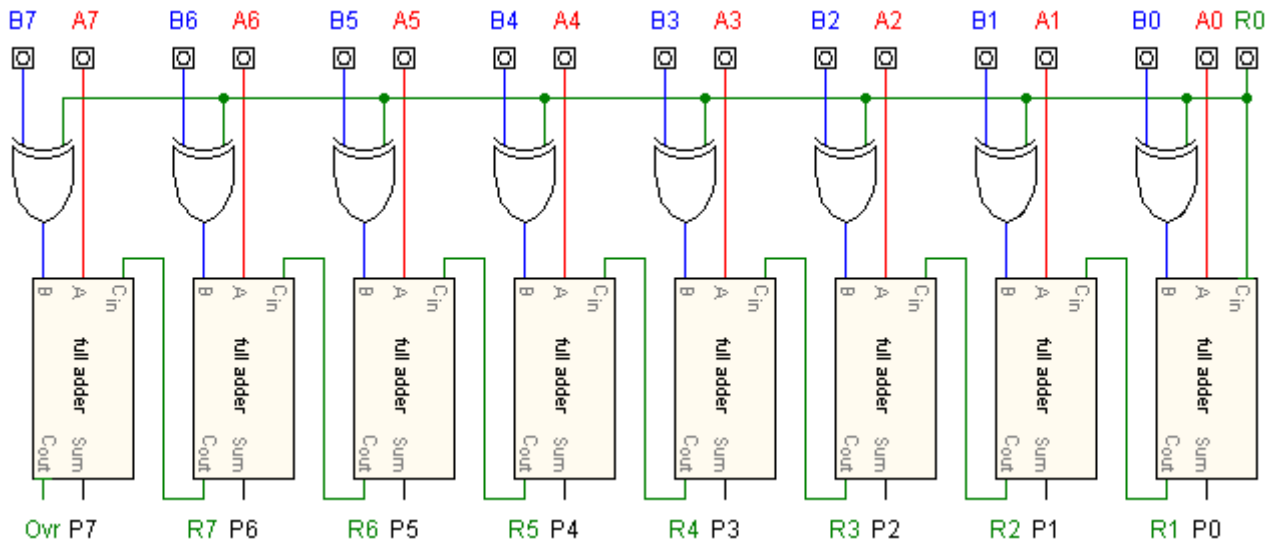 B7 A7 B6 A6 B5 A5 B4 A4 B3 A3 B2 A2 B1 A1 B0 A0 R0
B A Cin B A Cin B A Cin B A Cin B A Cin B A Cin B A Cin B A Cin
full adder full adder full adder full adder full adder full adder full adder full adder
Cout Sum Cout Sum Cout Sum Cout Sum Cout Sum Cout Sum Cout Sum Cout Sum
Ovr P7 R7 P6 R6 P5 R5 P4 R4 P3 R3 P2 R2 P1 R1 P0